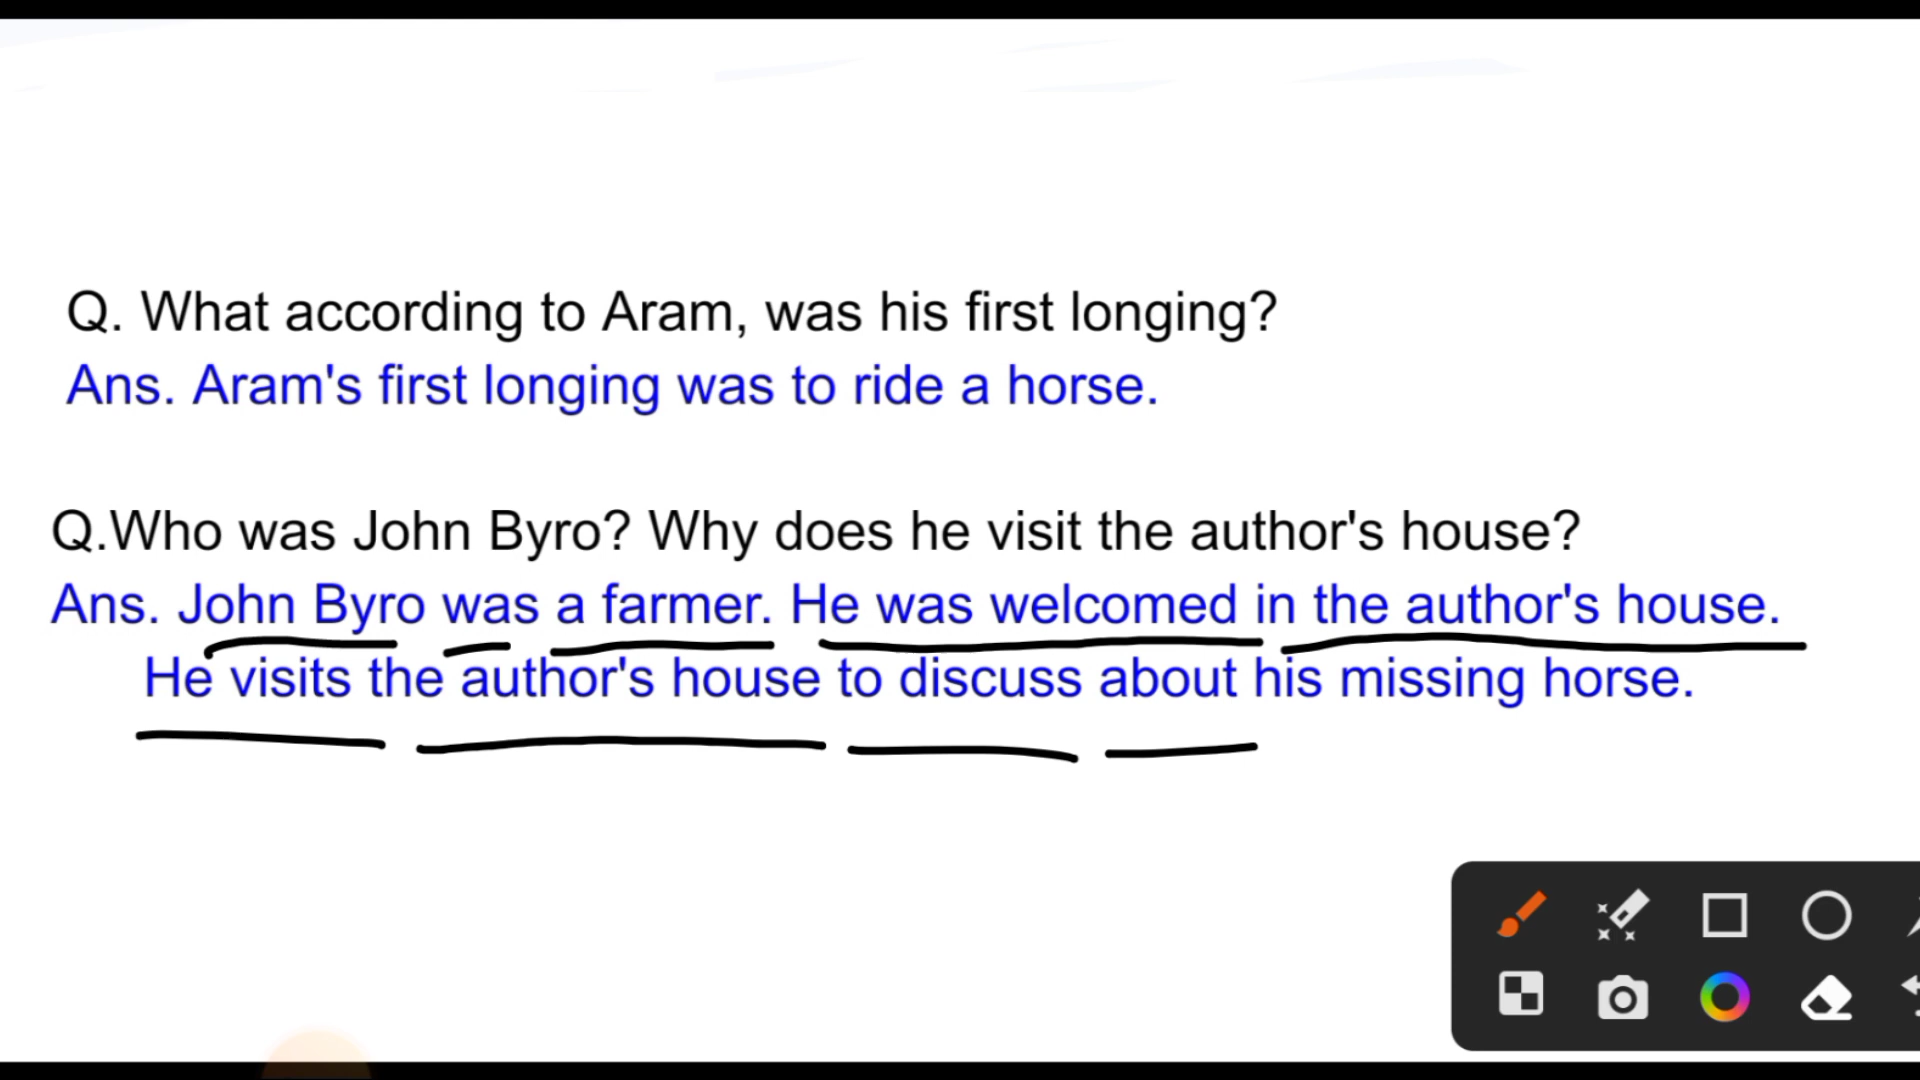 Q. What according to Aram, was his first longing?
Ans. Aram's first longing was to ride a horse.
Q.Who was John Byro? Why does he visit the author's house?
Ans. John Byro was a farmer. He was welcomed in the author's house.
He visits the author's house to discuss about his missing horse.